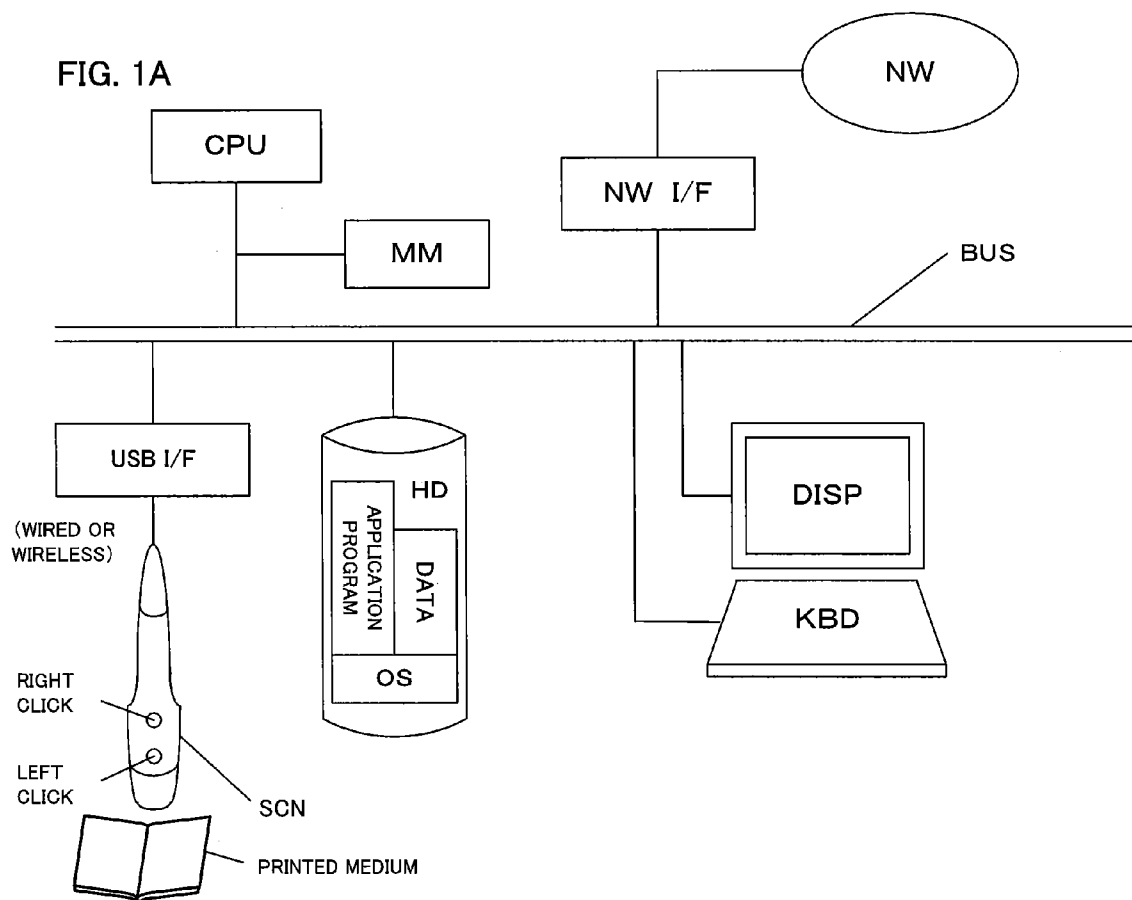 FIG. 1A
NW
CPU
NW I/F
MM
BUS
USB I/F
HD
APPLICATION
PROGRAM
DATA
OS
DISP
KBD
(WIRED OR
WIRELESS)
RIGHT
CLICK
LEFT
CLICK
SCN
PRINTED MEDIUM